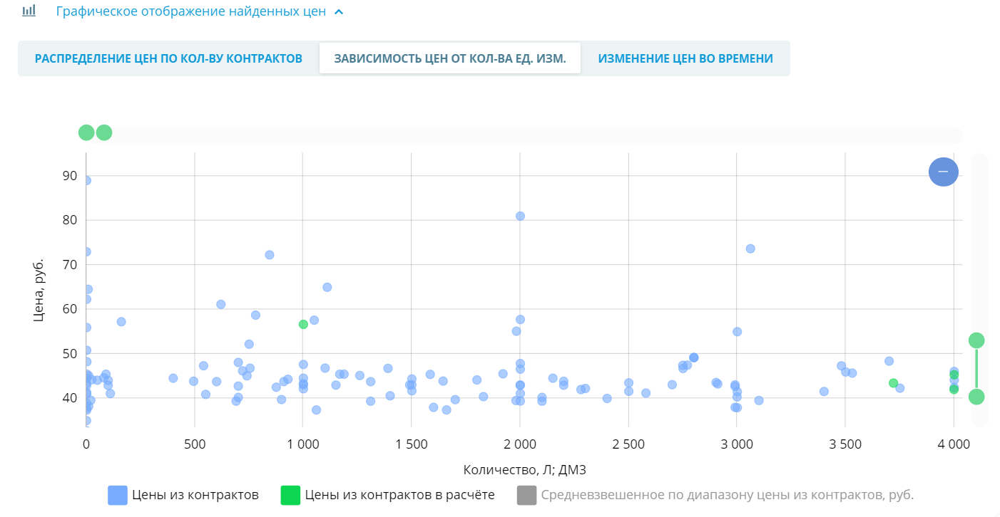 Графическое отображение найденных цен
РАСПРЕДЕЛЕНИЕ ЦЕН ПО КОЛ-ВУ КОНТРАКТОВ
ЗАВИСИМОСТЬ ЦЕН ОТ КОЛ-ВА ЕД. ИЗМ.
ИЗМЕНЕНИЕ ЦЕН ВО ВРЕМЕНИ
Цена, руб.
90
80
70
60
50
40
0 500 1 000 1 500 2 000 2 500 3 000 3 500 4 000
Количество, Л; ДМ3
Цены из контрактов
Цены из контрактов в расчёте
Средневзвешенное по диапазону цены из контрактов, руб.